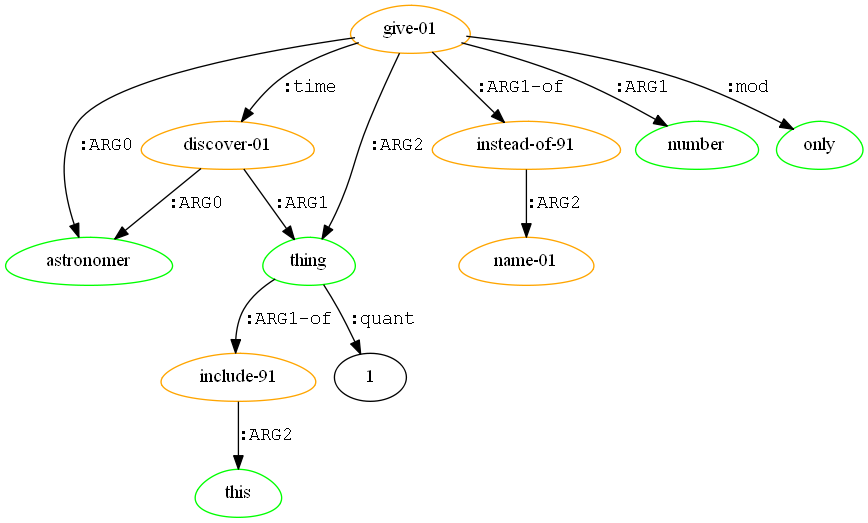 give-01
:time
:ARG1-of
:ARG1
:mod
:ARG0
discover-01
:ARG2
instead-of-91
number
only
:ARG0
:ARG1
:ARG2
astronomer
thing
name-01
:ARG1-of
:quant
include-91
1
:ARG2
this